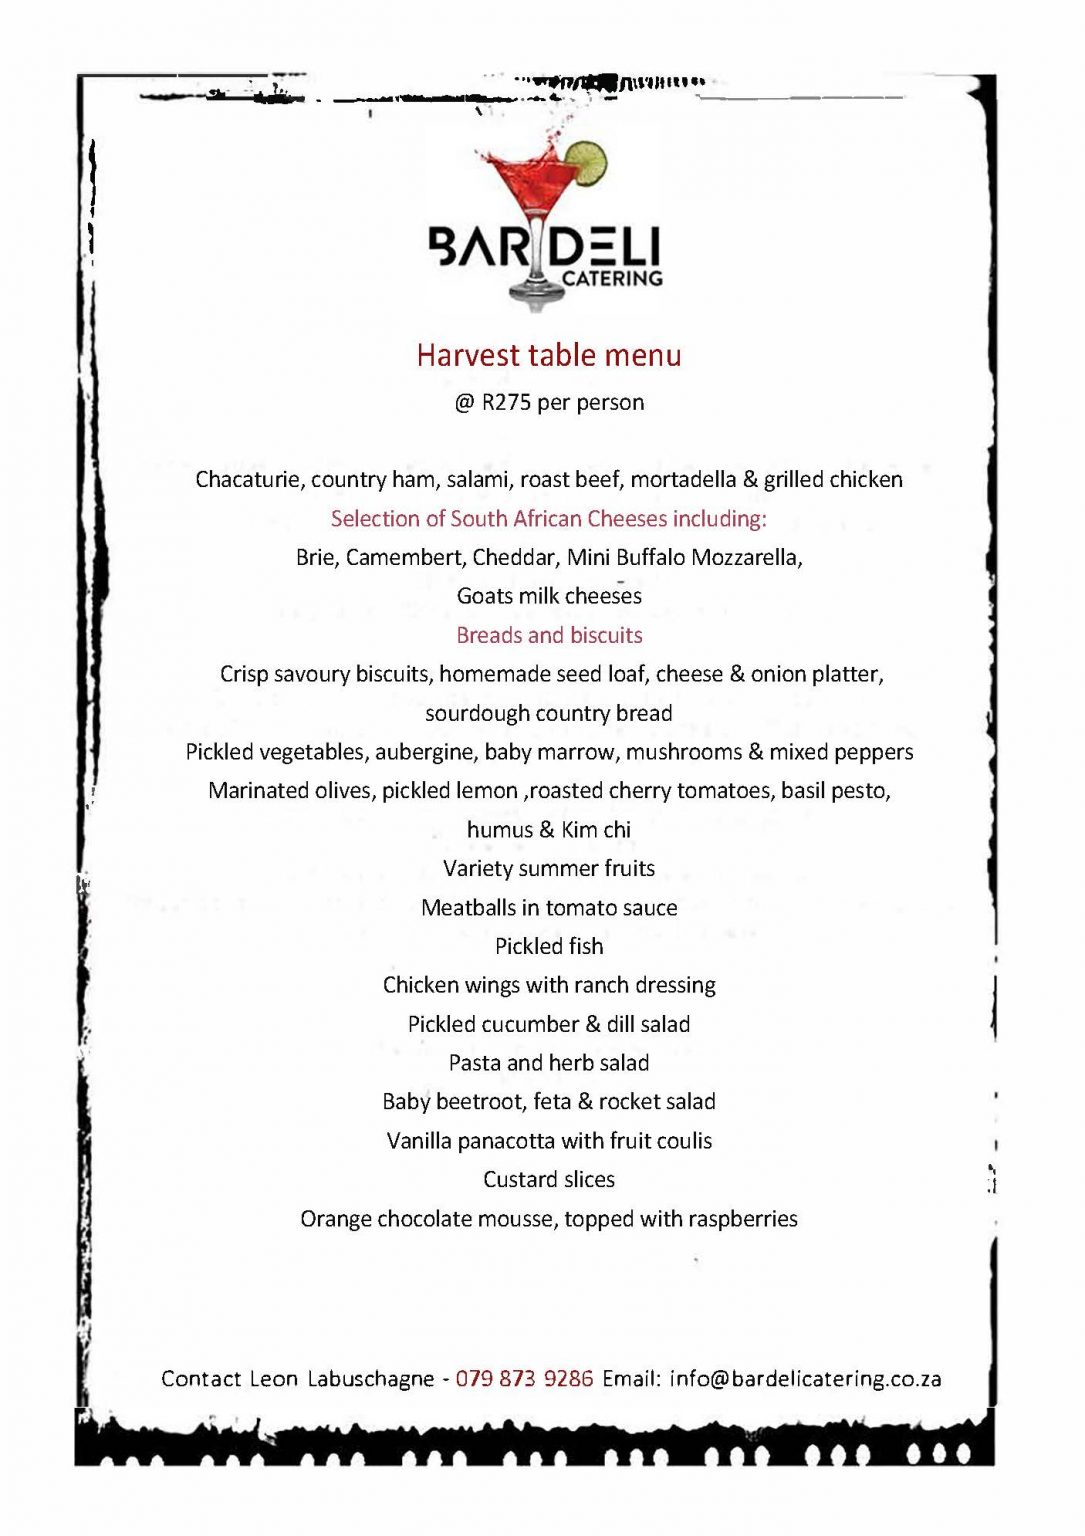 BAR DELI
CATERING
Harvest table menu
@ R275 per person
Chacaturie, country ham, salami, roast beef, mortadella & grilled chicken
Selection of South African Cheeses including:
Brie, Camembert, Cheddar, Mini Buffalo Mozzarella,
Goats milk cheeses
Breads and biscuits
Crisp savoury biscuits, homemade seed loaf, cheese & onion platter,
sourdough country bread
Pickled vegetables, aubergine, baby marrow, mushrooms & mixed peppers
Marinated olives, pickled lemon ,roasted cherry tomatoes, basil pesto,
humus & Kim chi
Variety summer fruits
Meatballs in tomato sauce
Pickled fish
Chicken wings with ranch dressing
Pickled cucumber & dill salad
Pasta and herb salad
Baby beetroot, feta & rocket salad
Vanilla panacotta with fruit coulis
Custard slices
Orange chocolate mousse, topped with raspberries
Contact Leon Labuschagne - 079 873 9286 Email: info@bardelicatering.co.za